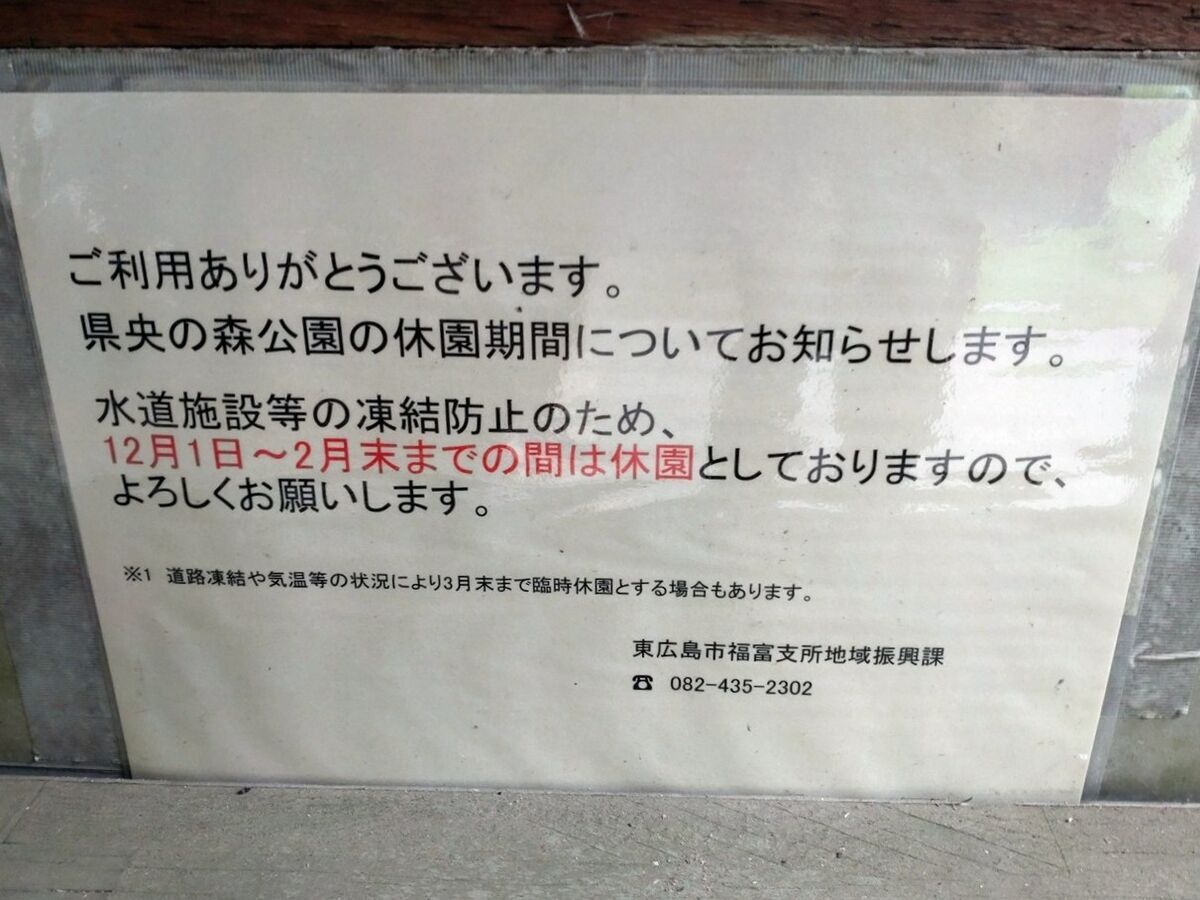 ご利用ありがとうございます。
県央の森公園の休園期間についてお知らせします。
水道施設等の凍結防止のため、
12月1日～2月末までの間は休園としておりますので、
よろしくお願いします。
※1 道路凍結や気温等の状況により3月末まで臨時休園とする場合もあります。
東広島市福富支所地域振興課
☎ 082-435-2302